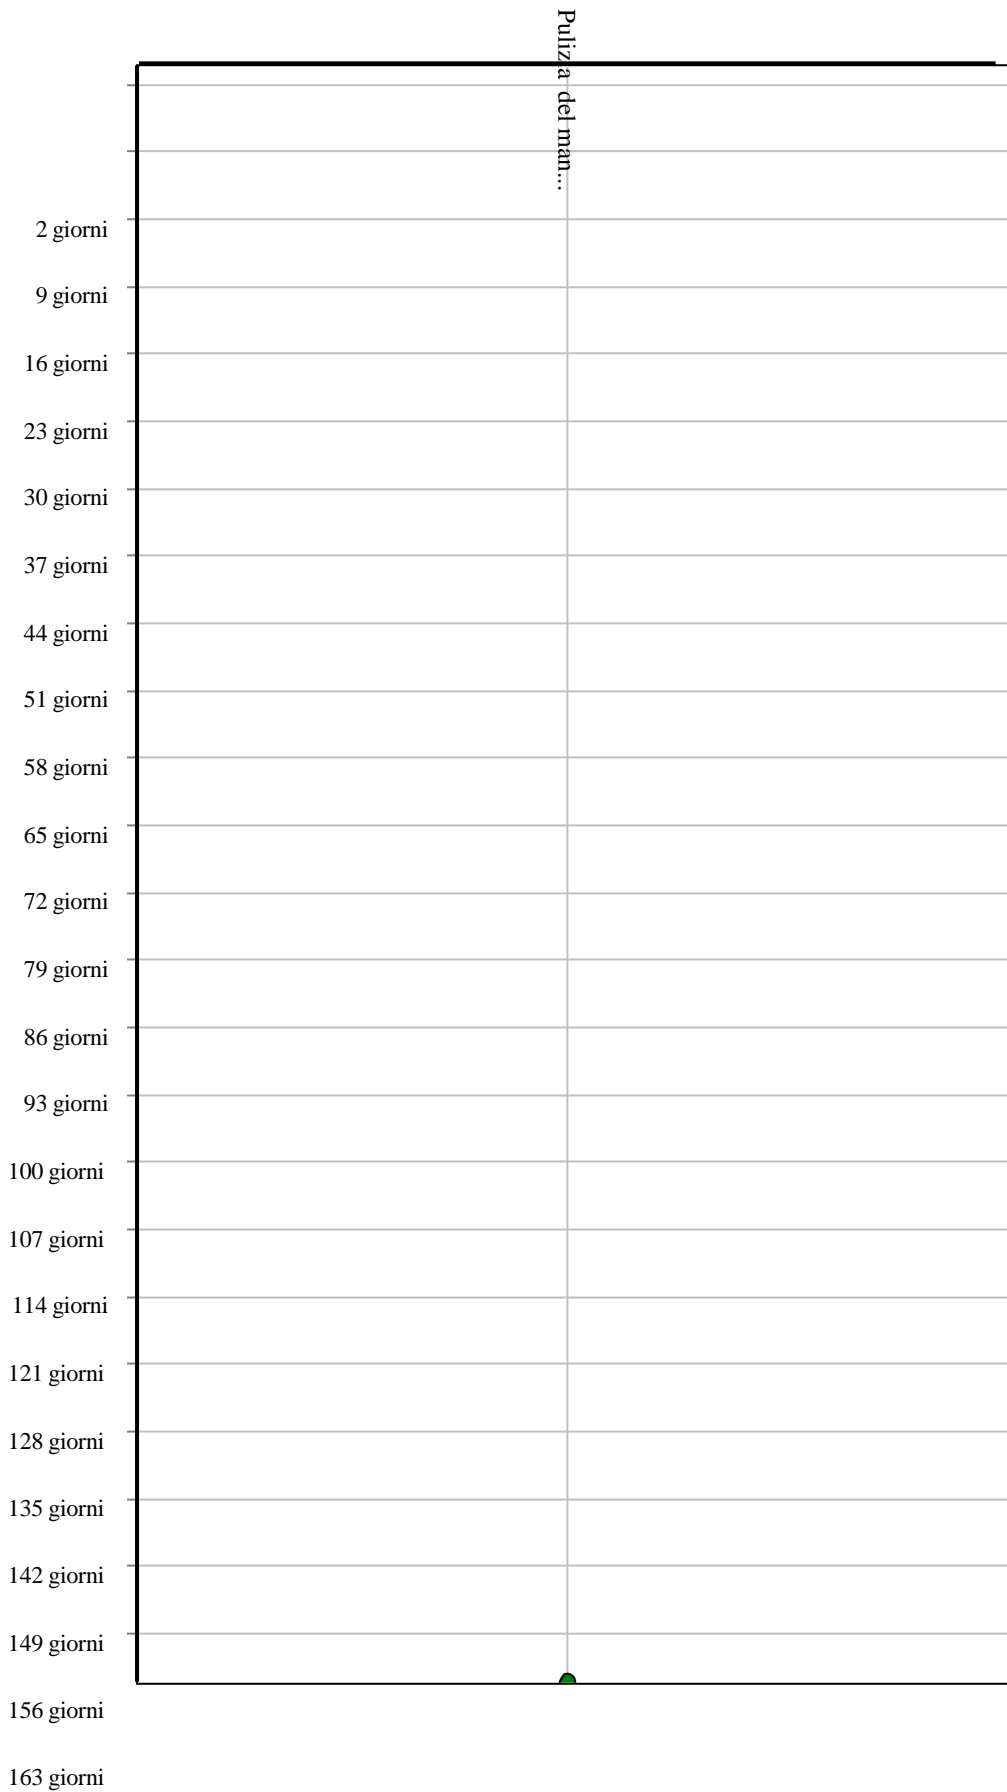 Pulizia del man...
2 giorni
9 giorni
16 giorni
23 giorni
30 giorni
37 giorni
44 giorni
51 giorni
58 giorni
65 giorni
72 giorni
79 giorni
86 giorni
93 giorni
100 giorni
107 giorni
114 giorni
121 giorni
128 giorni
135 giorni
142 giorni
149 giorni
156 giorni
163 giorni